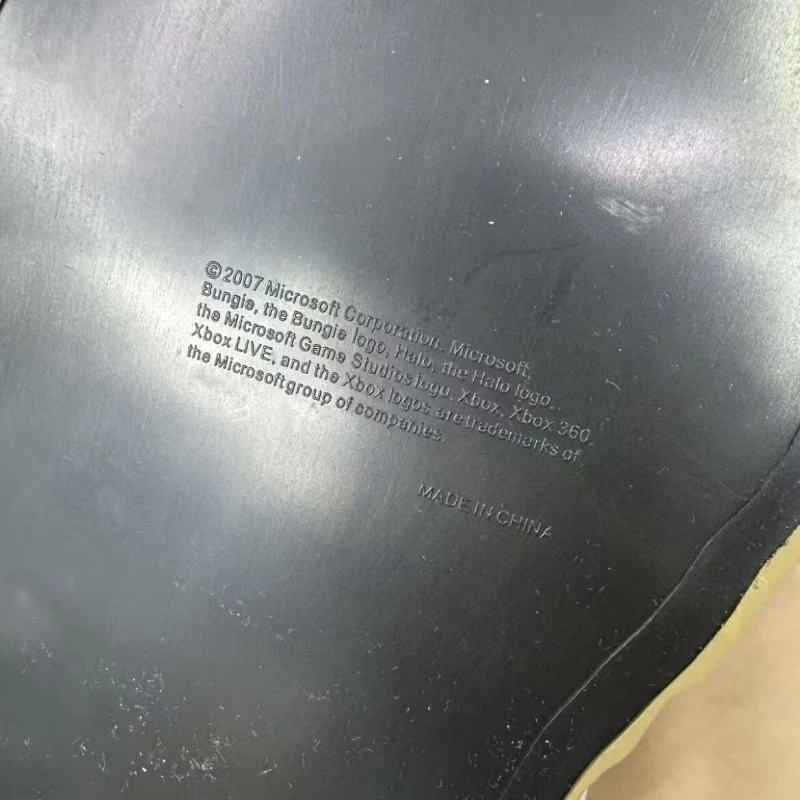 ©2007 Microsoft Corporation. Microsoft,
Bungie, the Bungie logo, Halo, the Halo logo,
the Microsoft Game Studios logo, Xbox, Xbox 360,
Xbox LIVE, and the Xbox logos are trademarks of
the Microsoft group of companies.
MADE IN CHINA